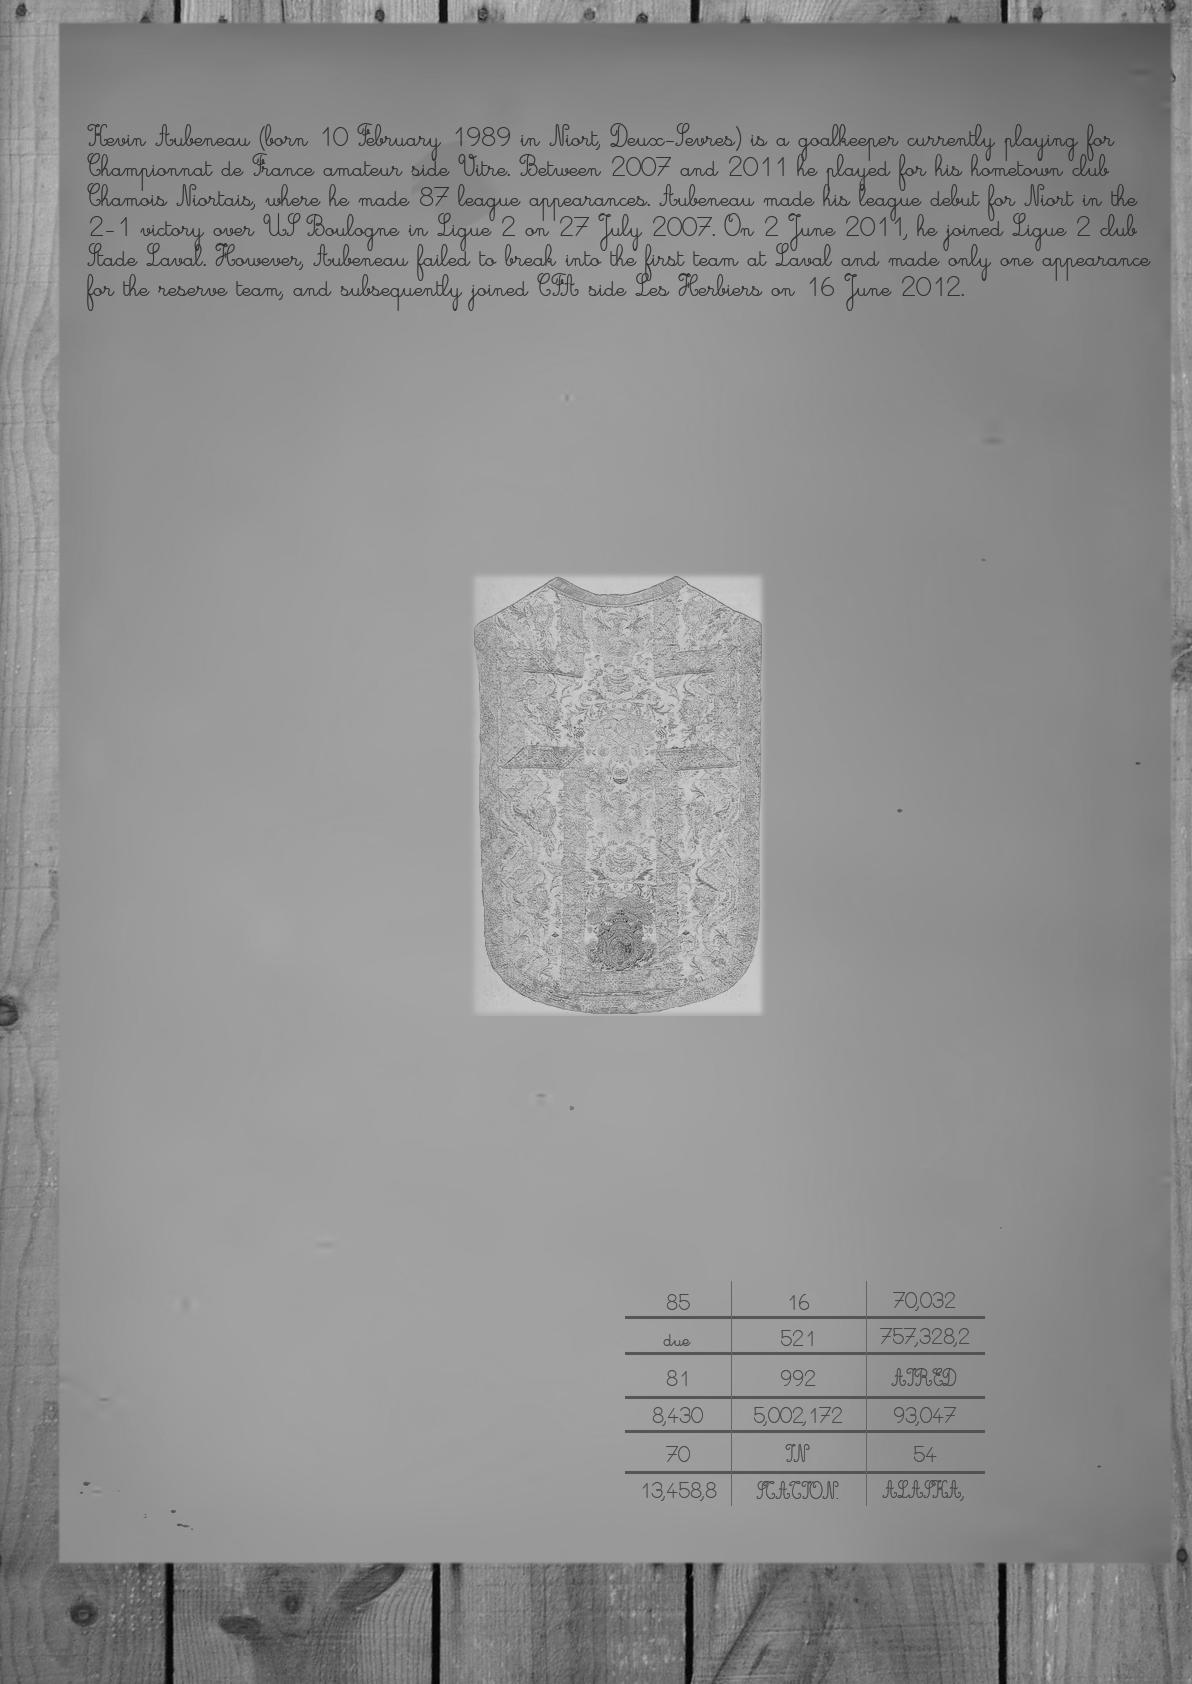 Kevin Aubeneau (born 10 February 1989 in Niort, Deux-Sevres) is a goalkeeper currently playing for
Championnat de France amateur side Vitre. Between 2007 and 2011 he played for his hometown club
Chamois Niortais, where he made 87 league appearances. Aubeneau made his league debut for Niort in the
2-1 victory over US Boulogne in Ligue 2 on 27 July 2007. On 2 June 2011, he joined Ligue 2 club
Stade Laval. However, Aubeneau failed to break into the first team at Laval and made only one appearance
for the reserve team, and subsequently joined CFA side Les Herbiers on 16 June 2012.
85 16 70,032
due 521 757,328,2
81 992 AIRED
8,430 5,002,172 93,047
70 IN 54
13,458,8 STATION. ALASKA,